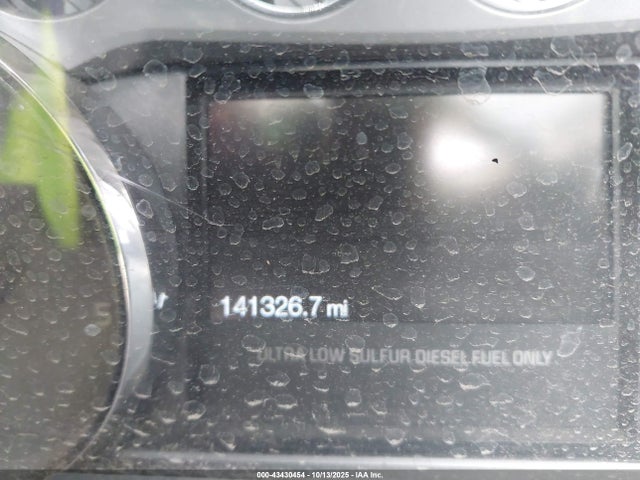 141326.7 mi
ULTRA LOW SULFUR DIESEL FUEL ONLY
000-43430454 | 10/13/2025 | IAA Inc.